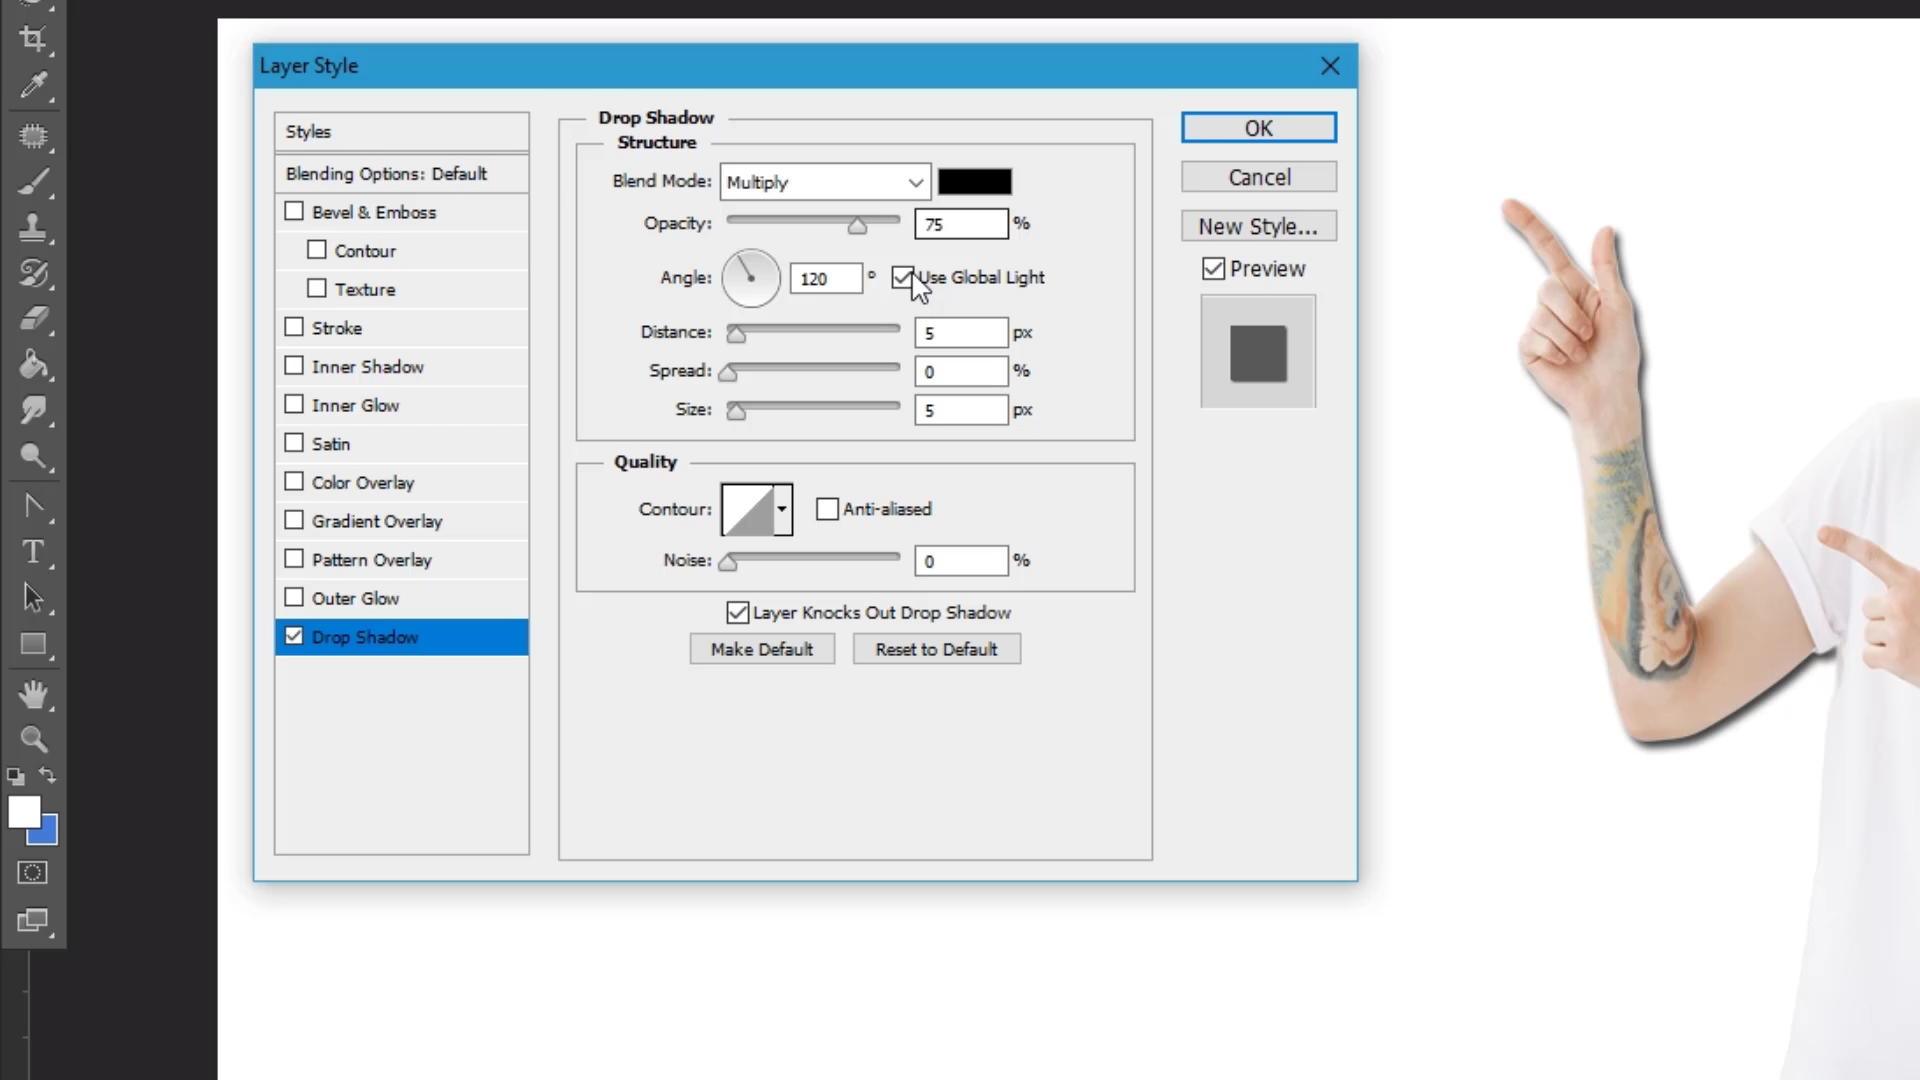 Layer Style
Styles
Blending Options: Default
Bevel & Emboss
Contour
Texture
Stroke
Inner Shadow
Inner Glow
Satin
Color Overlay
Gradient Overlay
Pattern Overlay
Outer Glow
Drop Shadow
Drop Shadow
Structure
Blend Mode: Multiply
Opacity: 75 %
Angle: 120 ° Use Global Light
Distance: 5 px
Spread: 0 %
Size: 5 px
Quality
Contour: Anti-aliased
Noise: 0 %
Layer Knocks Out Drop Shadow
Make Default Reset to Default
OK
Cancel
New Style...
Preview